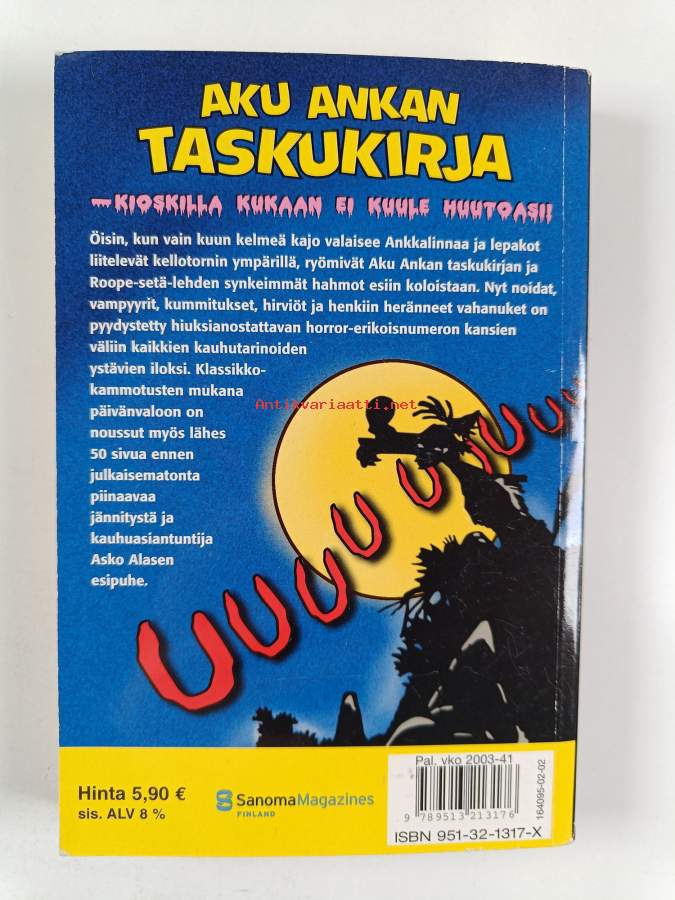 AKU ANKAN
TASKUKIRJA
—KIOSKILLA KUKAAN EI KUULE HUUTOASI!
Öisin, kun vain kuun kelmeä kajo valaisee Ankkalinnaa ja lepakot
liitelevät kellotornin ympärillä, ryömivät Aku Ankan taskukirjan ja
Roope-setä-lehden synkeimmät hahmot esiin koloistaan. Nyt noidat,
vampyyrit, kummitukset, hirviöt ja henkiin heränneet vahanuket on
pyydystetty hiuksianostattavan horror-erikoisnumeron kansien
väliin kaikkien kauhutarinoiden
ystävien iloksi. Klassikko-
kammotusten mukana
päivänvaloon on
noussut myös lähes
50 sivua ennen
julkaisematonta
piinaavaa
jännitystä ja
kauhuasiantuntija
Asko Alasen
esipuhe.
Antikvariaatti.net
UUUUUUUUUUU
Hinta 5,90 €
sis. ALV 8 %
SanomaMagazines
FINLAND
Pal. vko 2003-41
9 789513 213176
ISBN 951-32-1317-X
164095-02-02